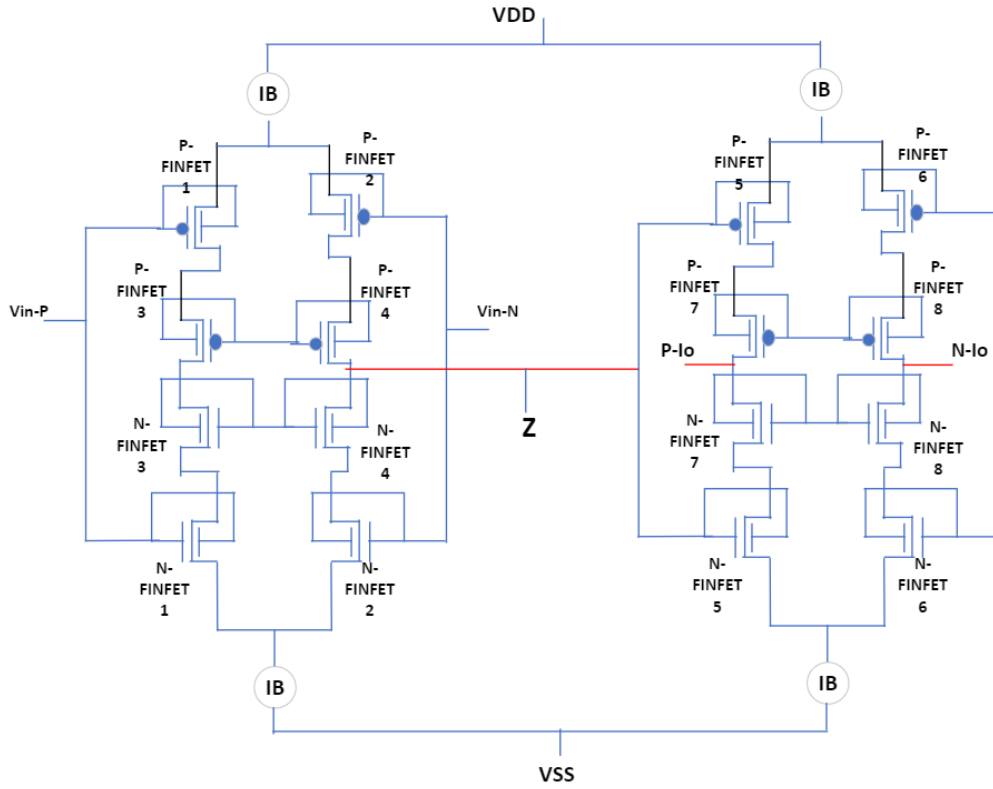 VDD
IB
IB
P-
FINFET
1
P-
FINFET
2
P-
FINFET
5
P-
FINFET
6
P-
FINFET
3
P-
FINFET
4
P-
FINFET
7
P-
FINFET
8
Vin-P
Vin-N
P-Io
N-Io
Z
N-
FINFET
3
N-
FINFET
4
N-
FINFET
7
N-
FINFET
8
N-
FINFET
1
N-
FINFET
2
N-
FINFET
5
N-
FINFET
6
IB
IB
VSS